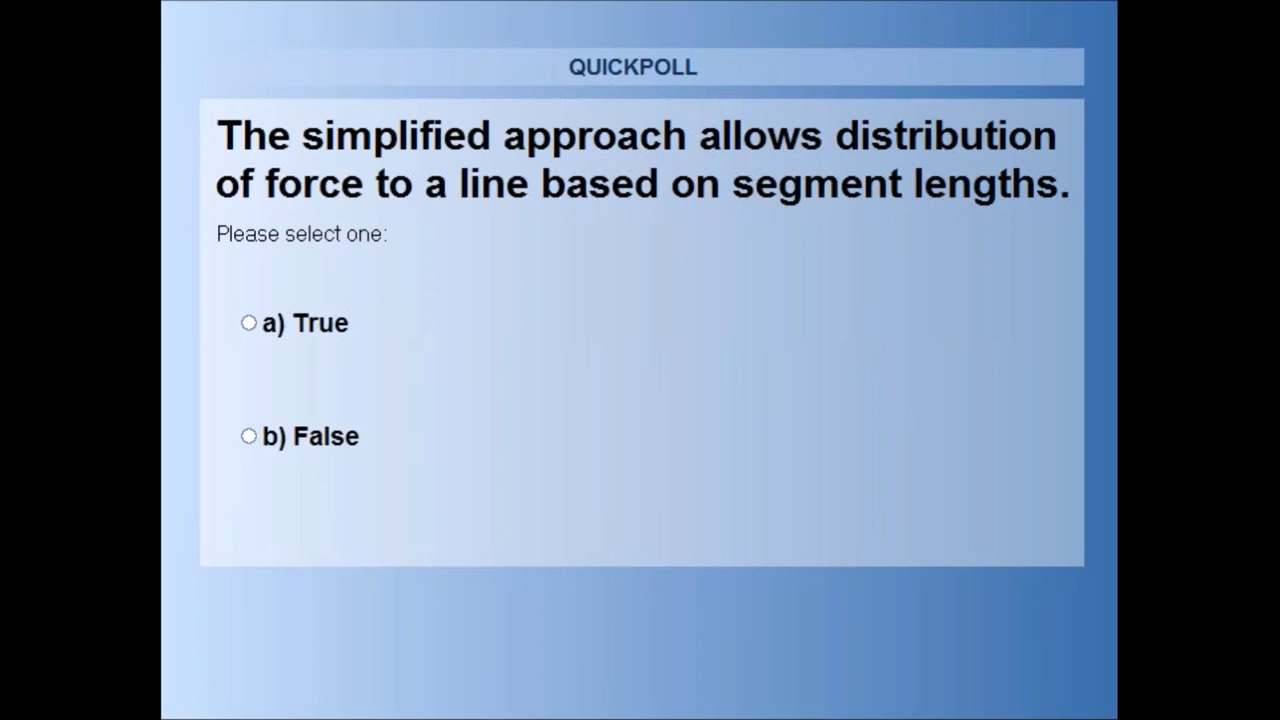 QUICKPOLL
The simplified approach allows distribution
of force to a line based on segment lengths.
Please select one:
a) True
b) False